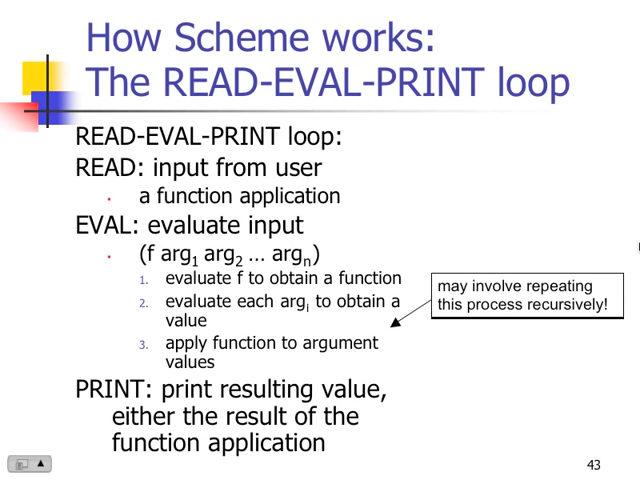 How Scheme works:
The READ-EVAL-PRINT loop
READ-EVAL-PRINT loop:
READ: input from user
• a function application
EVAL: evaluate input
• (f arg₁ arg₂ … argₙ)
1. evaluate f to obtain a function
2. evaluate each argᵢ to obtain a
value
3. apply function to argument
values
may involve repeating
this process recursively!
PRINT: print resulting value,
either the result of the
function application
43